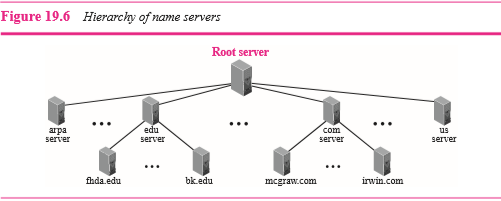 Figure 19.6 Hierarchy of name servers
Root server
arpa
server
edu
server
com
server
us
server
fhda.edu
bk.edu
mcgraw.com
irwin.com